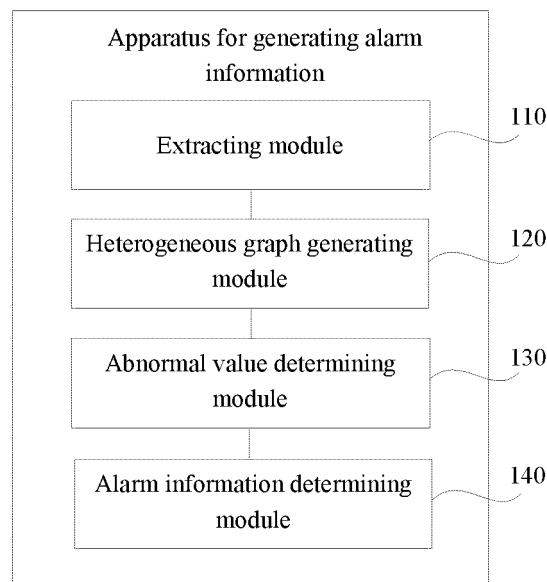 Apparatus for generating alarm
information
Extracting module
110
Heterogeneous graph generating
module
120
Abnormal value determining
module
130
Alarm information determining
module
140